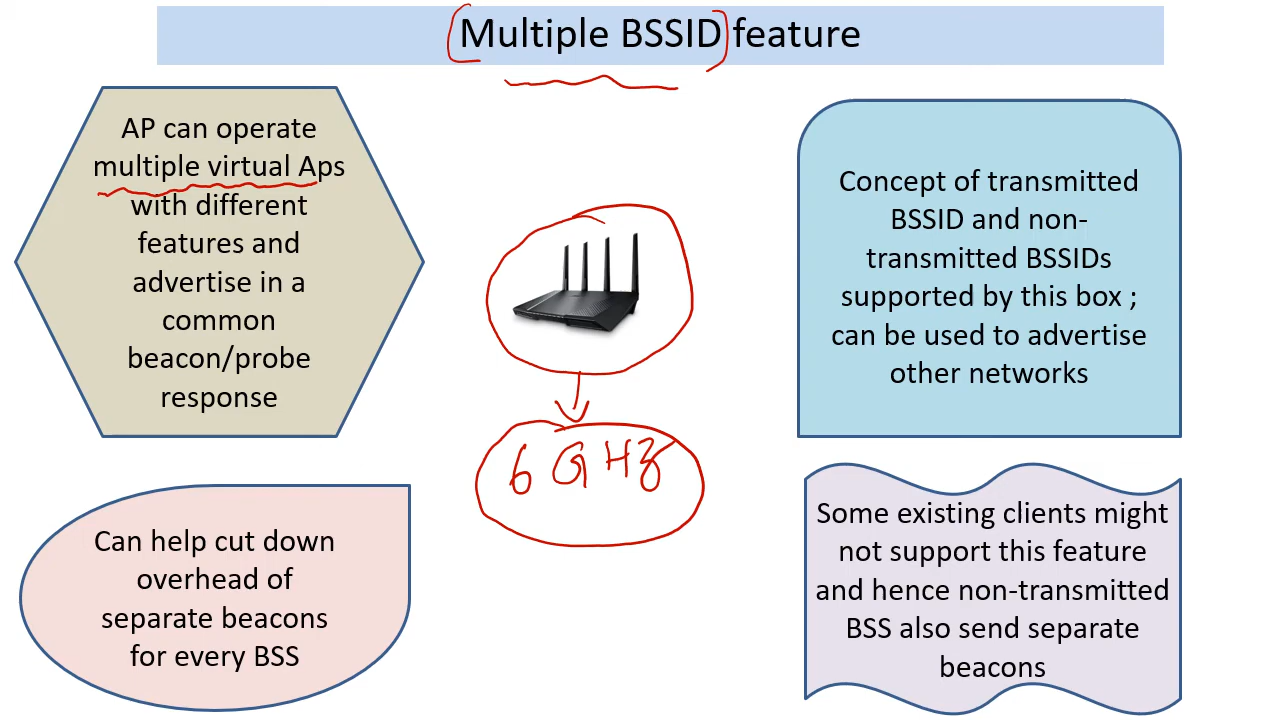 Multiple BSSID feature
AP can operate
multiple virtual Aps
with different
features and
advertise in a
common
beacon/probe
response
Concept of transmitted
BSSID and non-
transmitted BSSIDs
supported by this box ;
can be used to advertise
other networks
6 GHz
Can help cut down
overhead of
separate beacons
for every BSS
Some existing clients might
not support this feature
and hence non-transmitted
BSS also send separate
beacons